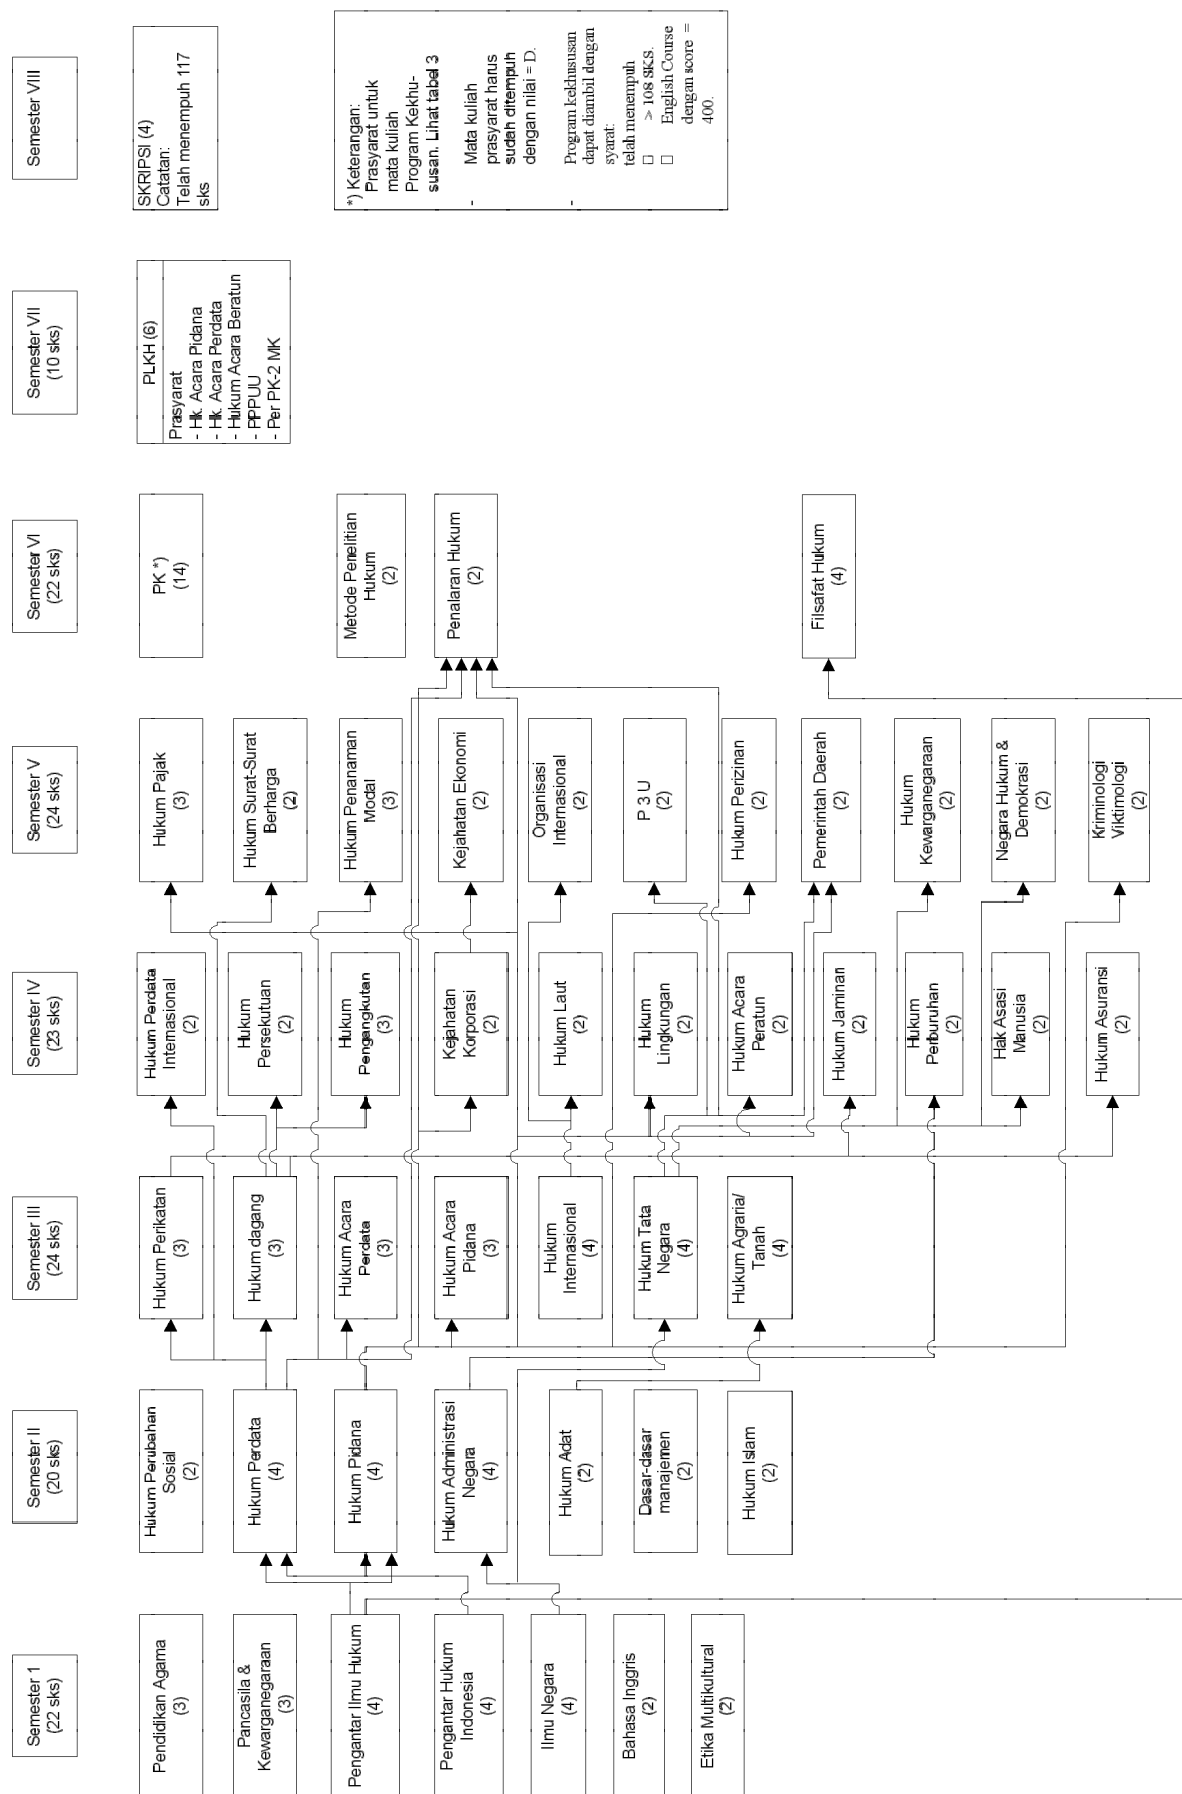 Semester 1
(22 sks)
Pendidikan Agama
(3)
Pancasila &
Kewarganegaraan
(3)
Pengantar Ilmu Hukum
(4)
Pengantar Hukum
Indonesia
(4)
Ilmu Negara
(4)
Bahasa Inggris
(2)
Etika Multikultural
(2)
Semester II
(20 sks)
Hukum Perubahan
Sosial
(2)
Hukum Perdata
(4)
Hukum Pidana
(4)
Hukum Administrasi
Negara
(4)
Hukum Adat
(2)
Dasar-dasar
manajemen
(2)
Hukum Islam
(2)
Semester III
(24 sks)
Hukum Perikatan
(3)
Hukum dagang
(3)
Hukum Acara
Perdata
(3)
Hukum Acara
Pidana
(3)
Hukum
Internasional
(4)
Hukum Tata
Negara
(4)
Hukum Agraria/
Tanah
(4)
Semester IV
(23 sks)
Hukum Perdata
Internasional
(2)
Hukum
Persekutuan
(2)
Hukum
Pengangkutan
(3)
Kejahatan
Korporasi
(2)
Hukum Laut
(2)
Hukum
Lingkungan
(2)
Hukum Acara
Peratun
(2)
Hukum Jaminan
(2)
Hukum
Perburuhan
(2)
Hak Asasi
Manusia
(2)
Hukum Asuransi
(2)
Semester V
(24 sks)
Hukum Pajak
(3)
Hukum Surat-Surat
Berharga
(2)
Hukum Penanaman
Modal
(3)
Kejahatan Ekonomi
(2)
Organisasi
Internasional
(2)
P 3 U
(2)
Hukum Perizinan
(2)
Pemerintah Daerah
(2)
Hukum
Kewarganegaraan
(2)
Negara Hukum &
Demokrasi
(2)
Kriminologi
Viktimologi
(2)
Semester VI
(22 sks)
PK *)
(14)
Metode Penelitian
Hukum
(2)
Penalaran Hukum
(2)
Filsafat Hukum
(4)
Semester VII
(10 sks)
PLKH (6)
Prasyarat
- Hk. Acara Pidana
- Hk. Acara Perdata
- Hukum Acara Beratun
- PPPUU
- Per PK-2 MK
Semester VIII
SKRIPSI (4)
Catatan:
Telah menempuh 117
sks
*) Keterangan:
Prasyarat untuk
mata kuliah
Program Kekhu-
susan. Lihat tabel 3
- Mata kuliah
prasyarat harus
sudah ditempuh
dengan nilai = D.
- Program kekhususan
dapat diambil dengan
syarat:
telah menempuh
□ > 108 SKS.
□ English Course
dengan score =
400.